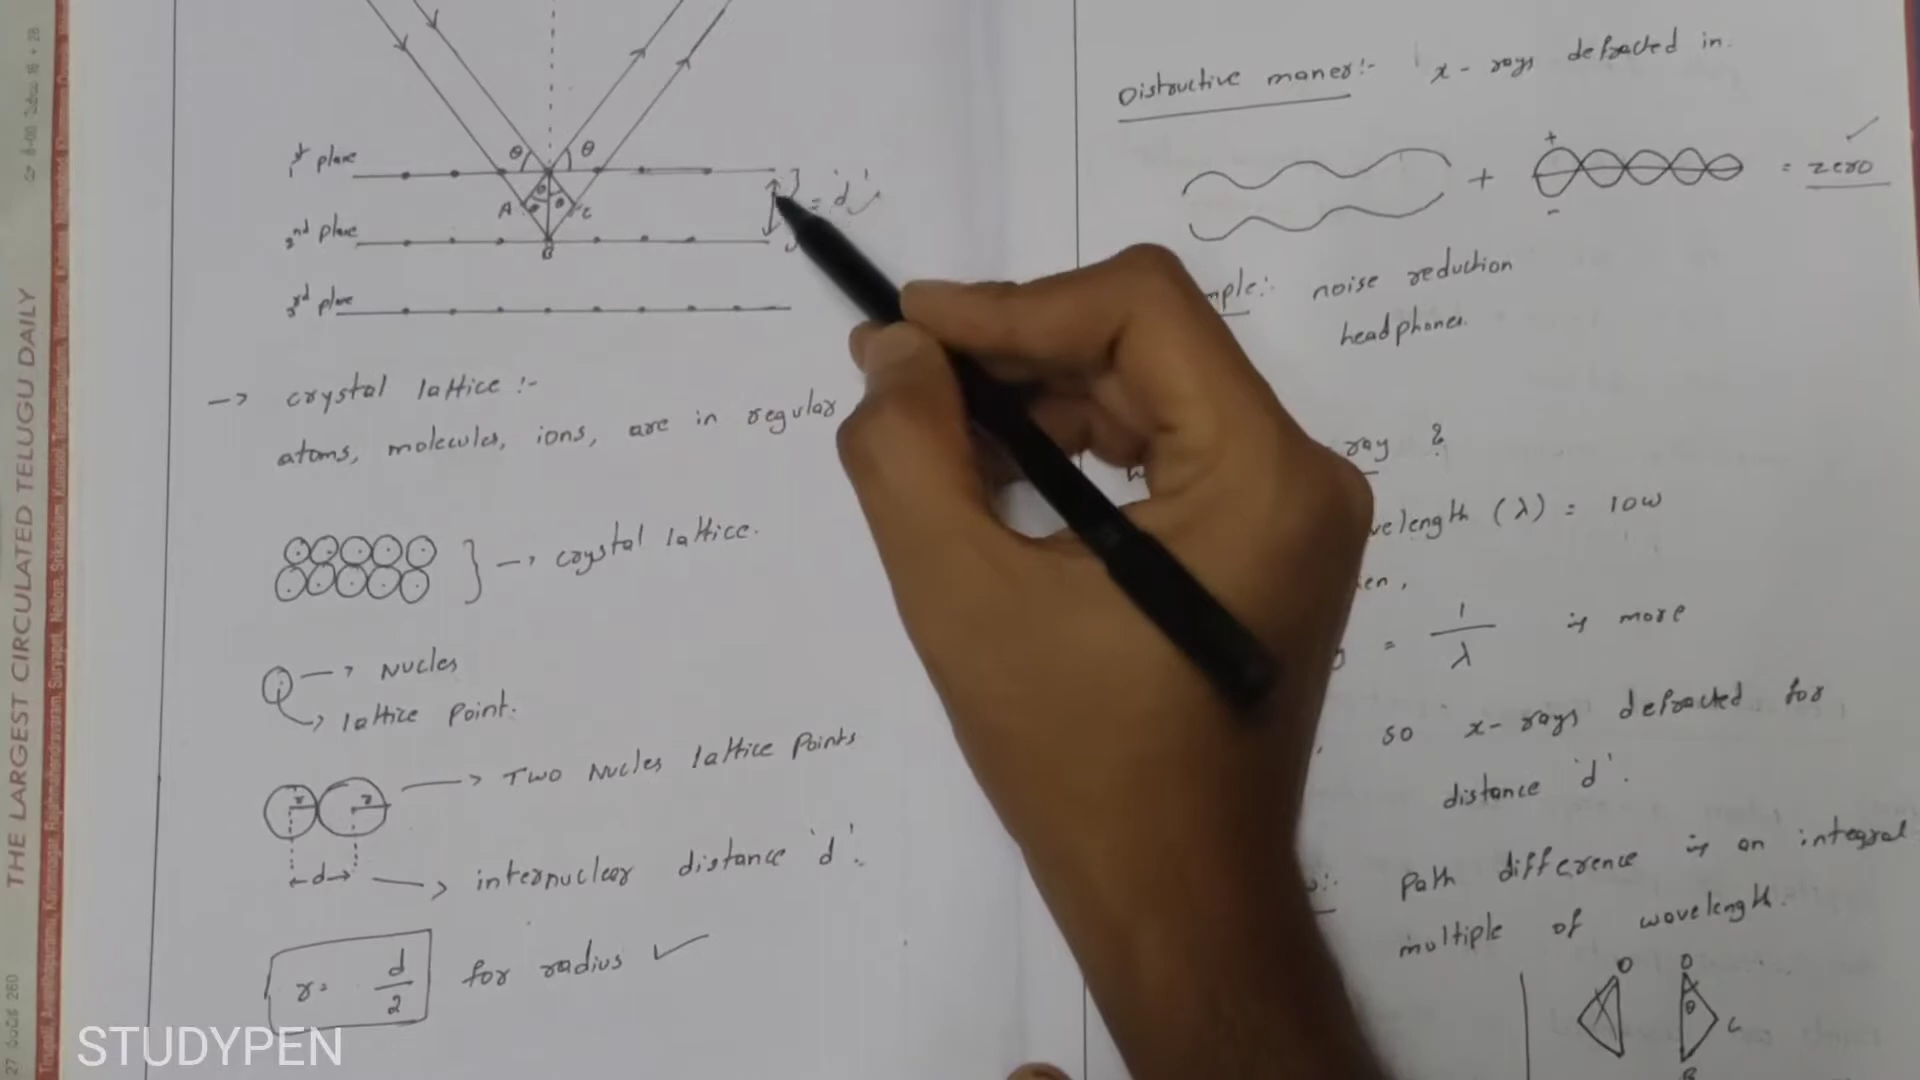 THE LARGEST CIRCULATED TELUGU DAILY
θ θ
1st plane
A θ θ θ C
= 'd'
2nd plane
B
3rd plane
-> crystal lattice :-
atoms, molecules, ions, are in regular
-> crystal lattice.
-> Nucles
-> lattice Point.
r r -> Two Nucles lattice Points
d -> internuclear distance 'd'.
r = d/2 for radius ✓
STUDYPEN
Distructive maner:- x - rays defracted in.
+
+ = zero ✓
-
mple:- noise reduction
headphones.
ray ?
velength (λ) = low
en,
= 1/λ is more
, so x-rays defracted for
distance 'd'.
Path difference is an integral
multiple of wavelength.
O O
θ
C
B